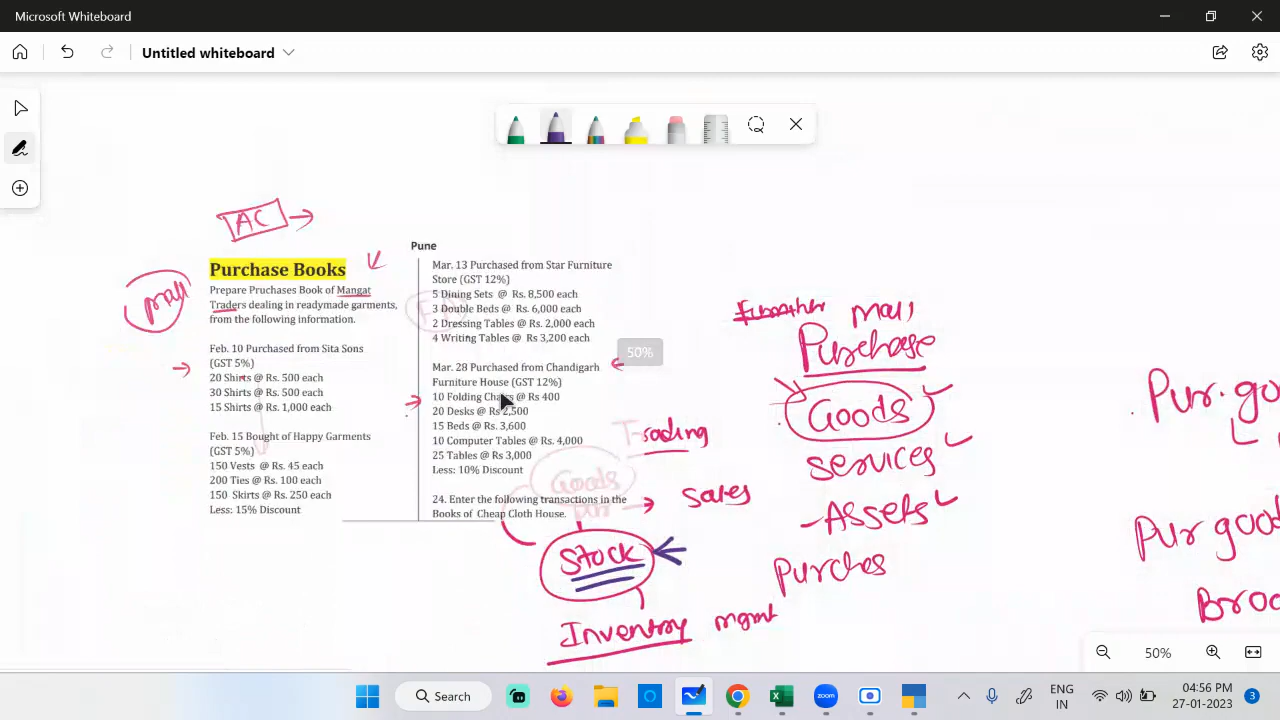 Microsoft Whiteboard
Untitled whiteboard
AC
mall
Purchase Books
Prepare Pruchases Book of Mangat
Traders dealing in readymade garments,
from the following information.
Feb. 10 Purchased from Sita Sons
(GST 5%)
20 Shirts @ Rs. 500 each
30 Shirts @ Rs. 500 each
15 Shirts @ Rs. 1,000 each
Feb. 15 Bought of Happy Garments
(GST 5%)
150 Vests @ Rs. 45 each
200 Ties @ Rs. 100 each
150 Skirts @ Rs. 250 each
Less: 15% Discount
Pune
Mar. 13 Purchased from Star Furniture
Store (GST 12%)
5 Dining Sets @ Rs. 8,500 each
3 Double Beds @ Rs. 6,000 each
2 Dressing Tables @ Rs. 2,000 each
4 Writing Tables @ Rs. 3,200 each
Mar. 28 Purchased from Chandigarh
Furniture House (GST 12%)
10 Folding Chairs @ Rs 400
20 Desks @ Rs 2,500
15 Beds @ Rs. 3,600
10 Computer Tables @ Rs. 4,000
25 Tables @ Rs 3,000
Less: 10% Discount
24. Enter the following transactions in the
Books of Cheap Cloth House.
50%
Trading
Goods
Sales
Stock
Inventory mgmt
Purchase
Goods
Services
- Assets
Purches
Pur. go
Pur good
Broo
50%
Search
ENG
IN
04:56 PM
27-01-2023
3
zoom